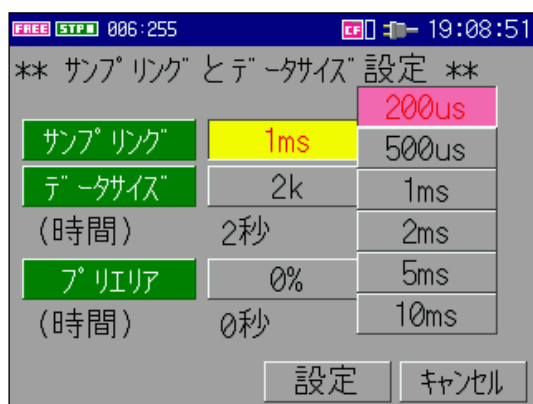 FREE STPM 006:255 CF 19:08:51
** サンプリングとデータサイズ設定 **
サンプリング 1ms
データサイズ 2k
(時間) 2秒
プリエリア 0%
(時間) 0秒
200us
500us
1ms
2ms
5ms
10ms
設定 キャンセル